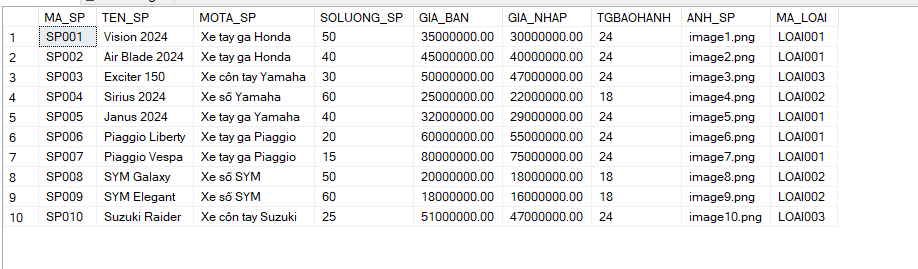 MA_SP TEN_SP MOTA_SP SOLUONG_SP GIA_BAN GIA_NHAP TGBAOHANH ANH_SP MA_LOAI
1 SP001 Vision 2024 Xe tay ga Honda 50 35000000.00 30000000.00 24 image1.png LOAI001
2 SP002 Air Blade 2024 Xe tay ga Honda 40 45000000.00 40000000.00 24 image2.png LOAI001
3 SP003 Exciter 150 Xe côn tay Yamaha 30 50000000.00 47000000.00 24 image3.png LOAI003
4 SP004 Sirius 2024 Xe số Yamaha 60 25000000.00 22000000.00 18 image4.png LOAI002
5 SP005 Janus 2024 Xe tay ga Yamaha 40 32000000.00 29000000.00 24 image5.png LOAI001
6 SP006 Piaggio Liberty Xe tay ga Piaggio 20 60000000.00 55000000.00 24 image6.png LOAI001
7 SP007 Piaggio Vespa Xe tay ga Piaggio 15 80000000.00 75000000.00 24 image7.png LOAI001
8 SP008 SYM Galaxy Xe số SYM 50 20000000.00 18000000.00 18 image8.png LOAI002
9 SP009 SYM Elegant Xe số SYM 60 18000000.00 16000000.00 18 image9.png LOAI002
10 SP010 Suzuki Raider Xe côn tay Suzuki 25 51000000.00 47000000.00 24 image10.png LOAI003